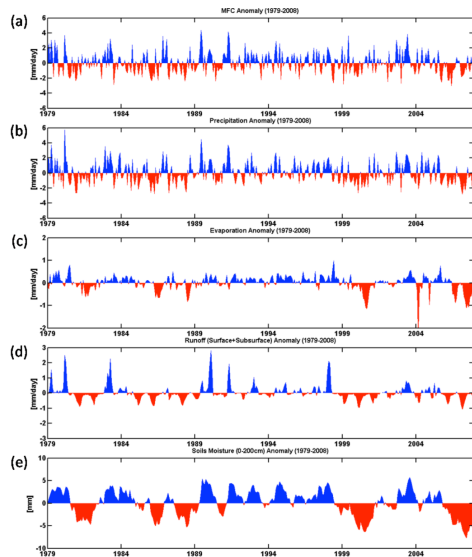 MFC Anomaly (1979-2008)
(a)
[mm/day]
6
4
2
0
-2
-4
-6
1979 1984 1989 1994 1999 2004
Precipitation Anomaly (1979-2008)
(b)
[mm/day]
6
4
2
0
-2
-4
-6
1979 1984 1989 1994 1999 2004
Evaporation Anomaly (1979-2008)
(c)
[mm/day]
2
1
0
-1
-2
1979 1984 1989 1994 1999 2004
Runoff (Surface+Subsurface) Anomaly (1979-2008)
(d)
[mm/day]
3
2
1
0
-1
-2
-3
1979 1984 1989 1994 1999 2004
Soils Moisture (0-200cm) Anomaly (1979-2008)
(e)
[mm]
10
5
0
-5
-10
1979 1984 1989 1994 1999 2004